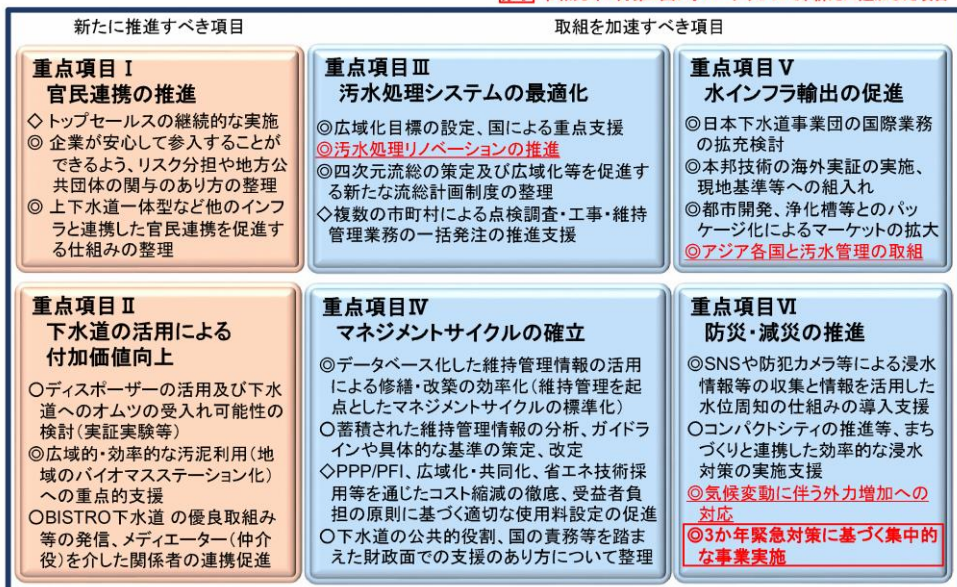 新たに推進すべき項目
取組を加速すべき項目
重点項目Ⅰ
官民連携の推進
◇トップセールスの継続的な実施
◎企業が安心して参入することが
できるよう、リスク分担や地方公
共団体の関与のあり方の整理
◎上下水道一体型など他のインフ
ラと連携した官民連携を促進す
る仕組みの整理
重点項目Ⅲ
汚水処理システムの最適化
◎広域化目標の設定、国による重点支援
◎汚水処理リノベーションの推進
◎四次元流総の策定及び広域化等を促進す
る新たな流総計画制度の整理
◇複数の市町村による点検調査・工事・維持
管理業務の一括発注の推進支援
重点項目Ⅴ
水インフラ輸出の促進
◎日本下水道事業団の国際業務
の拡充検討
◎本邦技術の海外実証の実施、
現地基準等への組入れ
◎都市開発、浄化槽等とのパッ
ケージ化によるマーケットの拡大
◎アジア各国と汚水管理の取組
重点項目Ⅱ
下水道の活用による
付加価値向上
○ディスポーザーの活用及び下水
道へのオムツの受入れ可能性の
検討(実証実験等)
◎広域的・効率的な汚泥利用(地
域のバイオマスステーション化)
への重点的支援
○BISTRO下水道 の優良取組み
等の発信、メディエーター(仲介
役)を介した関係者の連携促進
重点項目Ⅳ
マネジメントサイクルの確立
◎データベース化した維持管理情報の活用
による修繕・改築の効率化(維持管理を起
点としたマネジメントサイクルの標準化)
○蓄積された維持管理情報の分析、ガイドラ
インや具体的な基準の策定、改定
◇PPP/PFI、広域化・共同化、省エネ技術採
用等を通じたコスト縮減の徹底、受益者負
担の原則に基づく適切な使用料設定の促進
○下水道の公共的役割、国の責務等を踏ま
えた財政面での支援のあり方について整理
重点項目Ⅵ
防災・減災の推進
◎SNSや防犯カメラ等による浸水
情報等の収集と情報を活用した
水位周知の仕組みの導入支援
○コンパクトシティの推進等、まち
づくりと連携した効率的な浸水
対策の実施支援
◎気候変動に伴う外力増加への
対応
◎3か年緊急対策に基づく集中的
な事業実施